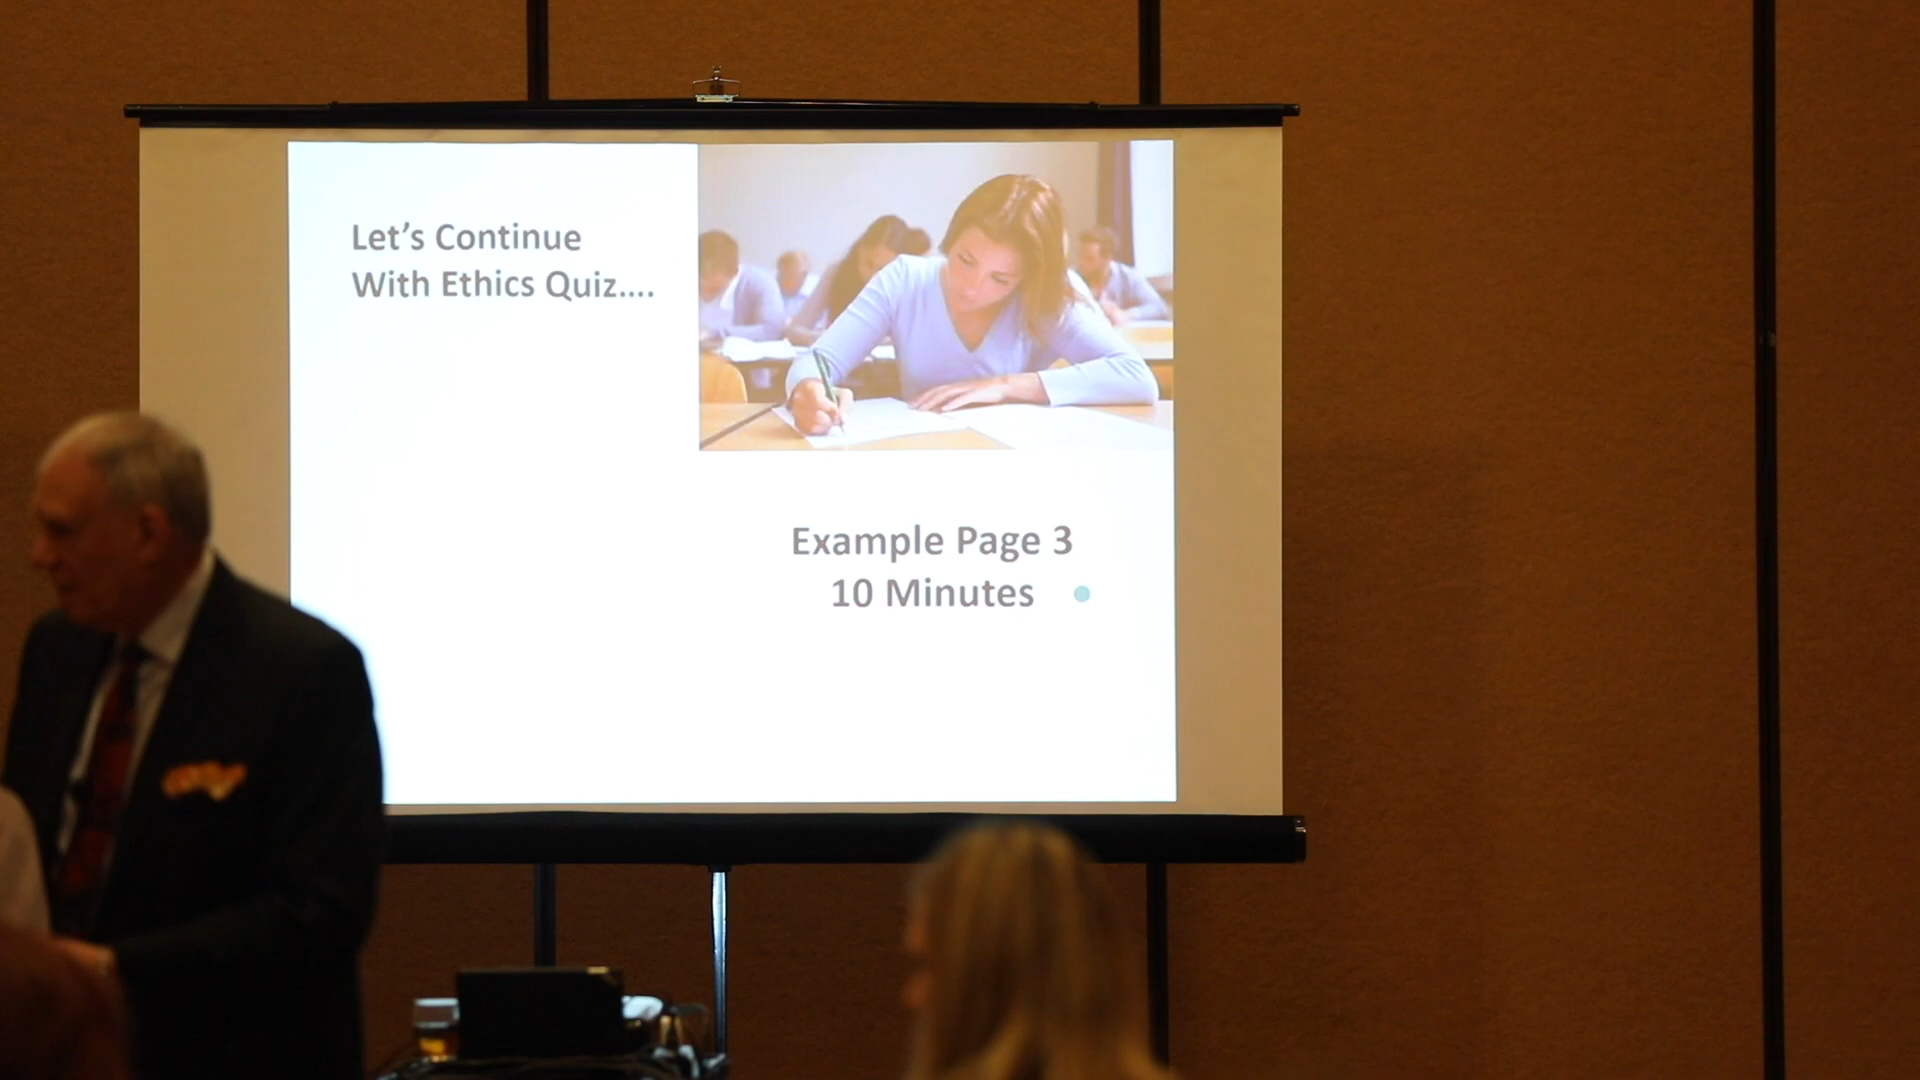 Let's Continue
With Ethics Quiz....
Example Page 3
10 Minutes